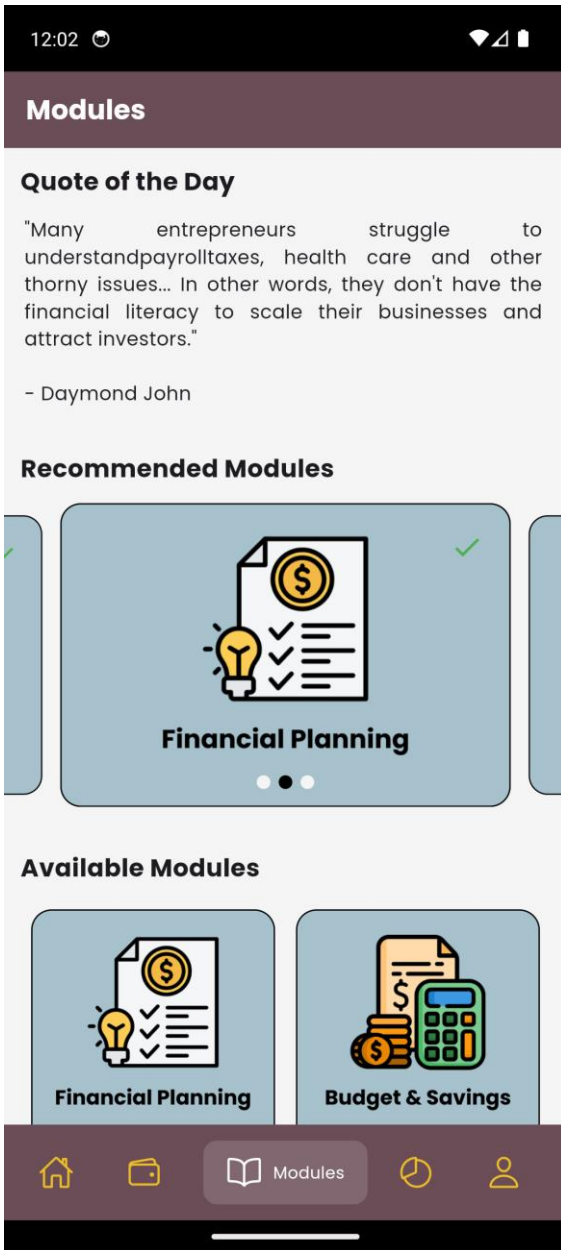 12:02
Modules
Quote of the Day
"Many entrepreneurs struggle to
understandpayrolltaxes, health care and other
thorny issues... In other words, they don't have the
financial literacy to scale their businesses and
attract investors."
- Daymond John
Recommended Modules
$
Financial Planning
Available Modules
$
$
$
Financial Planning
Budget & Savings
Modules